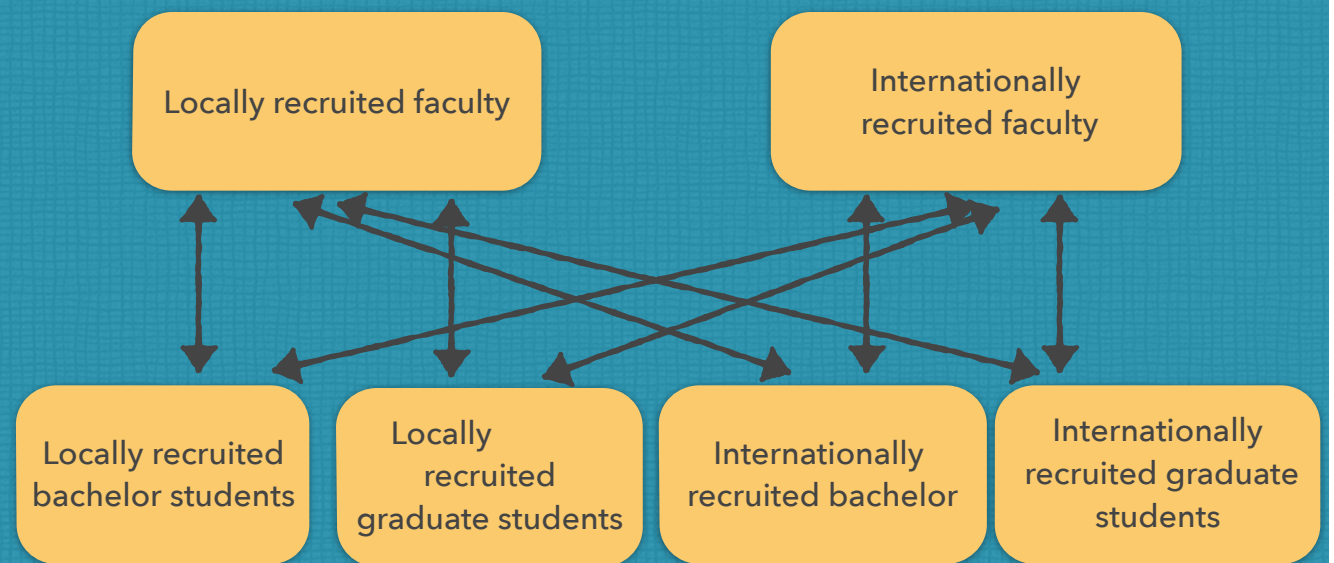 Locally recruited faculty
Internationally
recruited faculty
Locally recruited
bachelor students
Locally
recruited
graduate students
Internationally
recruited bachelor
Internationally
recruited graduate
students